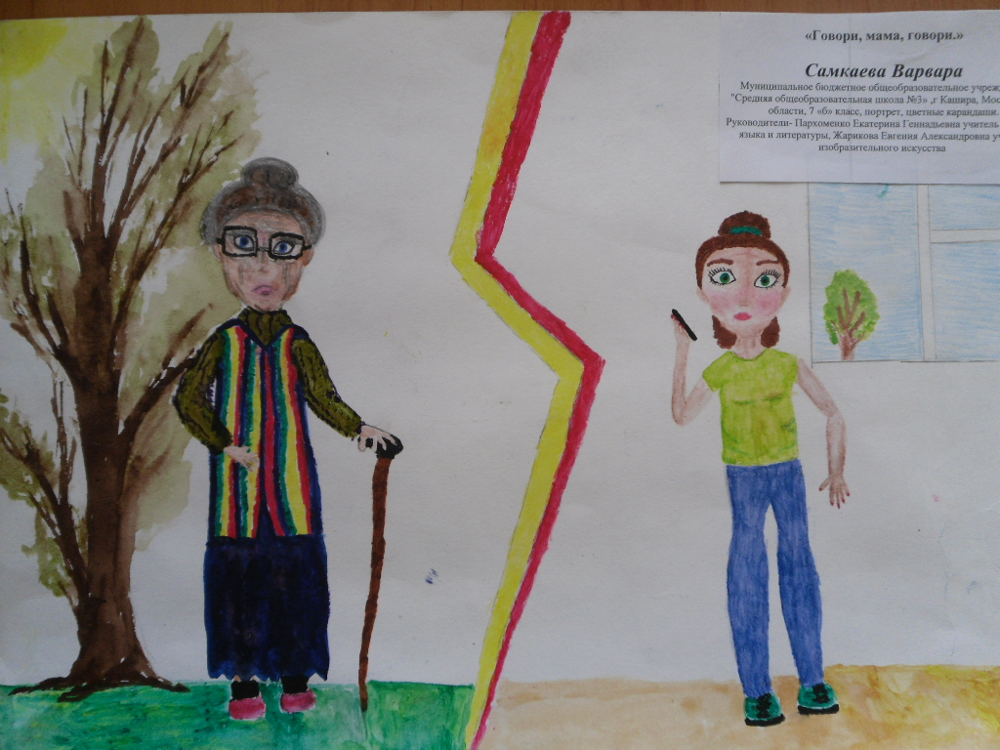 «Говори, мама, говори.»
Самкаева Варвара
Муниципальное бюджетное общеобразовательное учреж
"Средняя общеобразовательная школа №3» ,г Кашира, Мос
области, 7 «б» класс, портрет, цветные карандаши.
Руководители- Пархоменко Екатерина Геннадьевна учитель
языка и литературы, Жарикова Евгения Александровна уч
изобразительного искусства